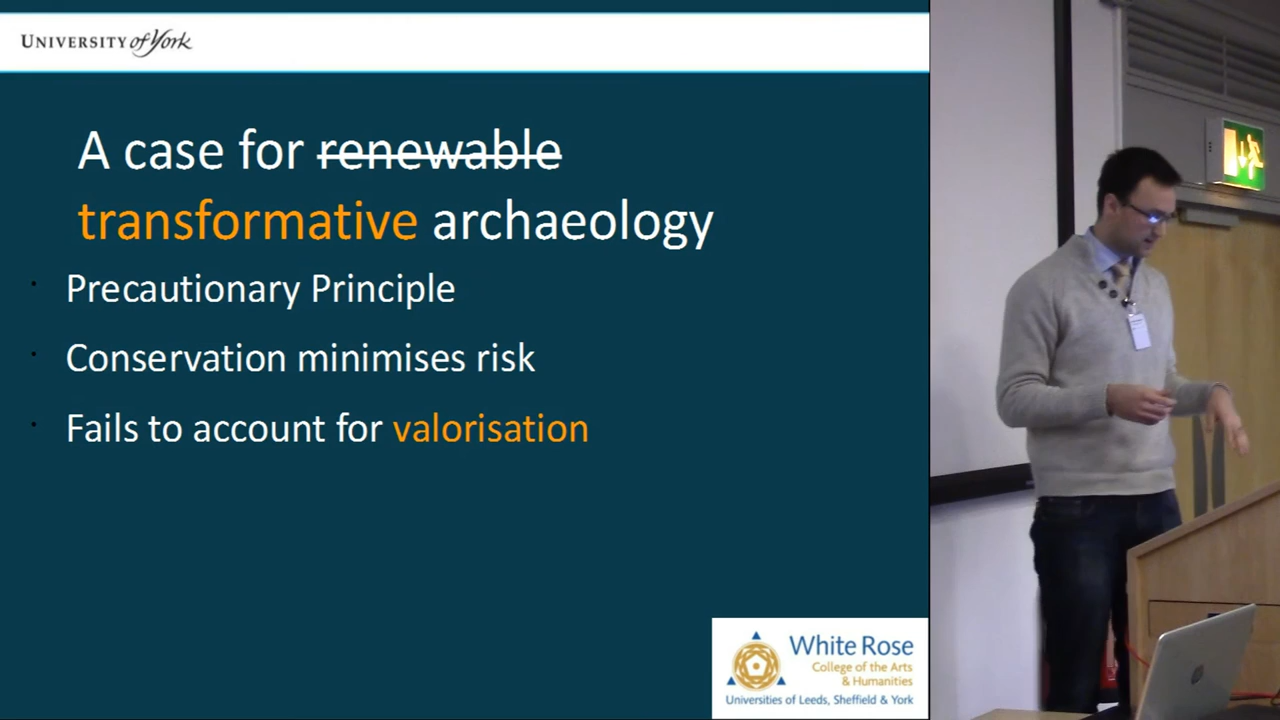 UNIVERSITY of York
A case for renewable
transformative archaeology
Precautionary Principle
Conservation minimises risk
Fails to account for valorisation
White Rose
College of the Arts
& Humanities
Universities of Leeds, Sheffield & York